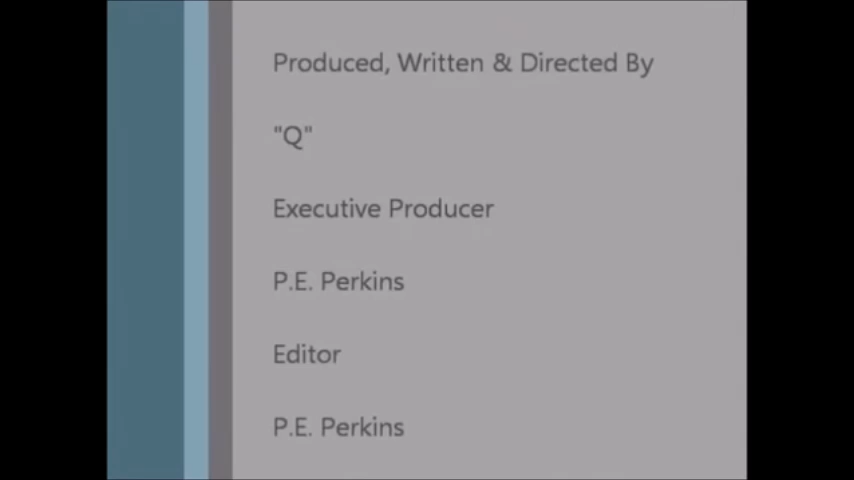 Produced, Written & Directed By
"Q"
Executive Producer
P.E. Perkins
Editor
P.E. Perkins